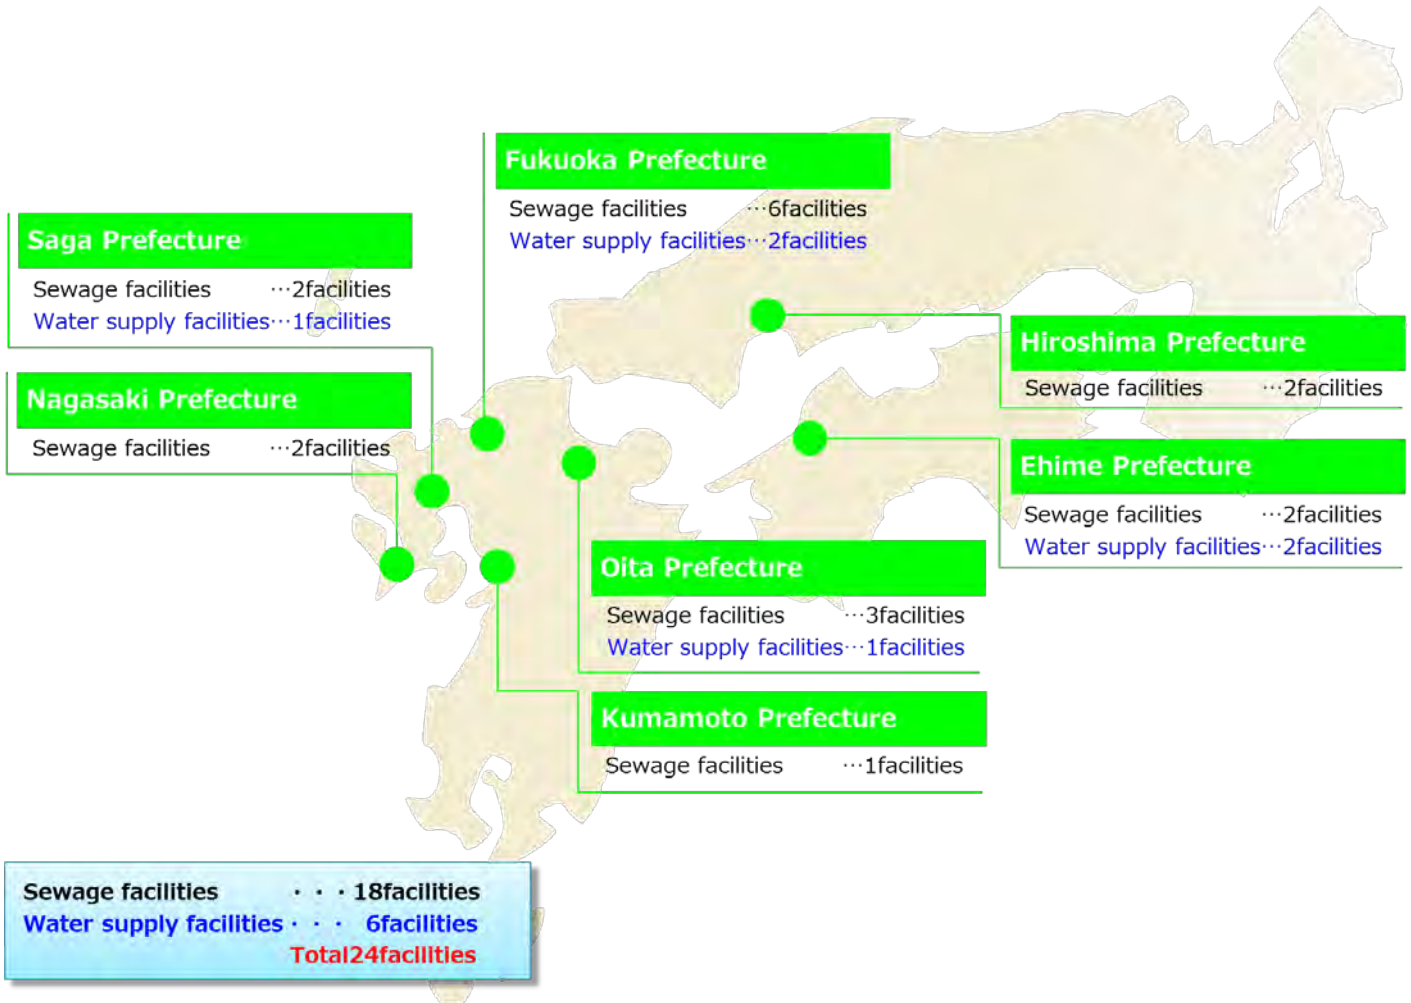 Fukuoka Prefecture
Sewage facilities …6facilities
Water supply facilities…2facilities
Saga Prefecture
Sewage facilities …2facilities
Water supply facilities…1facilities
Nagasaki Prefecture
Sewage facilities …2facilities
Hiroshima Prefecture
Sewage facilities …2facilities
Ehime Prefecture
Sewage facilities …2facilities
Water supply facilities…2facilities
Oita Prefecture
Sewage facilities …3facilities
Water supply facilities…1facilities
Kumamoto Prefecture
Sewage facilities …1facilities
Sewage facilities ・・・18facilities
Water supply facilities・・・ 6facilities
Total24facilities